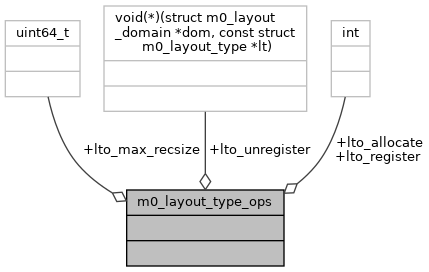 uint64_t
void(*)(struct m0_layout
_domain *dom, const struct
m0_layout_type *lt)
int
+lto_max_recsize
+lto_unregister
+lto_allocate
+lto_register
m0_layout_type_ops